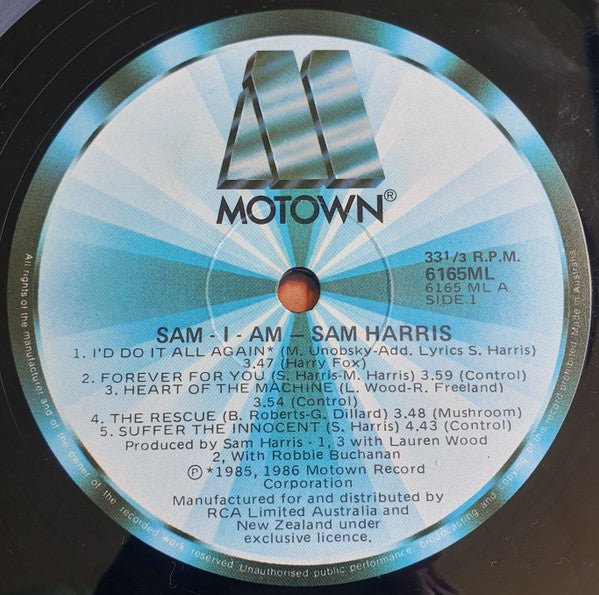 MOTOWN®
33 1/3 R.P.M.
6165ML
6165 ML A
SIDE 1
SAM - I - AM – SAM HARRIS
1. I'D DO IT ALL AGAIN* (M. Unobsky-Add. Lyrics S. Harris)
3.47 (Harry Fox)
2. FOREVER FOR YOU (S. Harris-M. Harris) 3.59 (Control)
3. HEART OF THE MACHINE (L. Wood-R. Freeland)
3.54 (Control)
4. THE RESCUE (B. Roberts-G. Dillard) 3.48 (Mushroom)
5. SUFFER THE INNOCENT (S. Harris) 4.43 (Control)
Produced by Sam Harris - 1, 3 with Lauren Wood
2, With Robbie Buchanan
℗ *1985, 1986 Motown Record
Corporation
Manufactured for and distributed by
RCA Limited Australia and
New Zealand under
exclusive licence.
All rights of the manufacturer, and of the owner of the recorded work reserved. Unauthorised public performance, broadcasting and copying of this record prohibited. Made in Australia